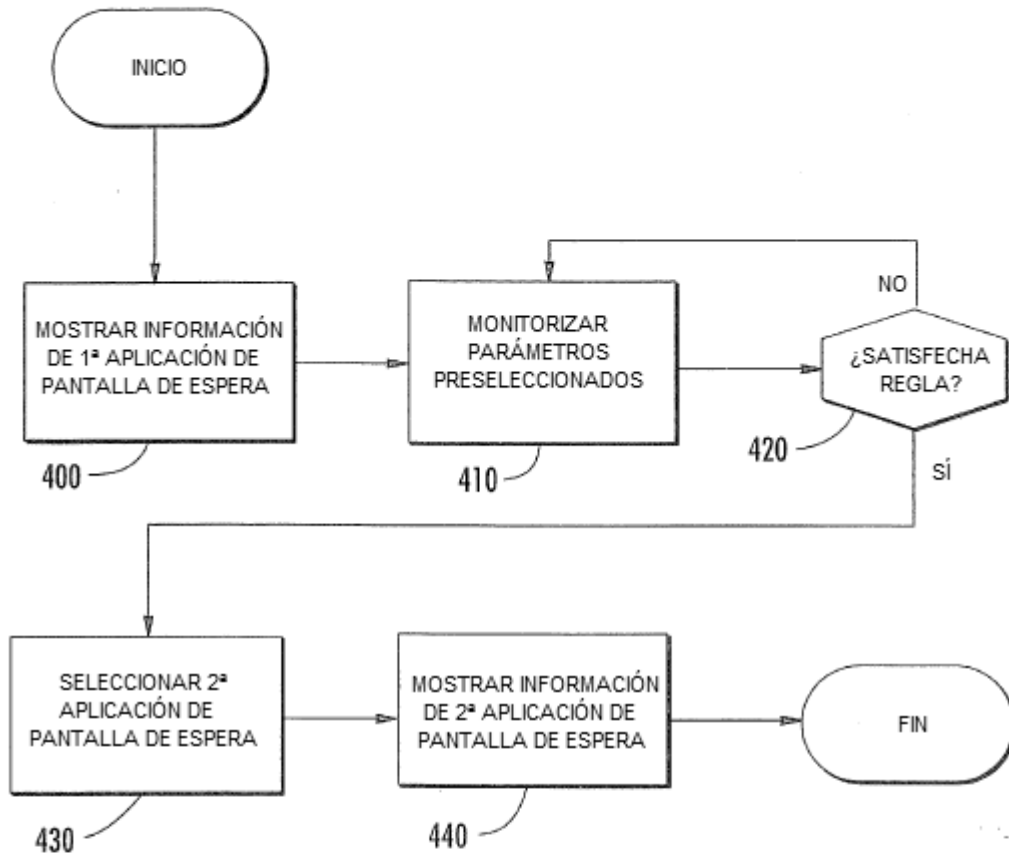 INICIO
MOSTRAR INFORMACIÓN
DE 1ª APLICACIÓN DE
PANTALLA DE ESPERA
400
MONITORIZAR
PARÁMETROS
PRESELECCIONADOS
410
NO
¿SATISFECHA
REGLA?
420
SÍ
SELECCIONAR 2ª
APLICACIÓN DE
PANTALLA DE ESPERA
430
MOSTRAR INFORMACIÓN
DE 2ª APLICACIÓN DE
PANTALLA DE ESPERA
440
FIN